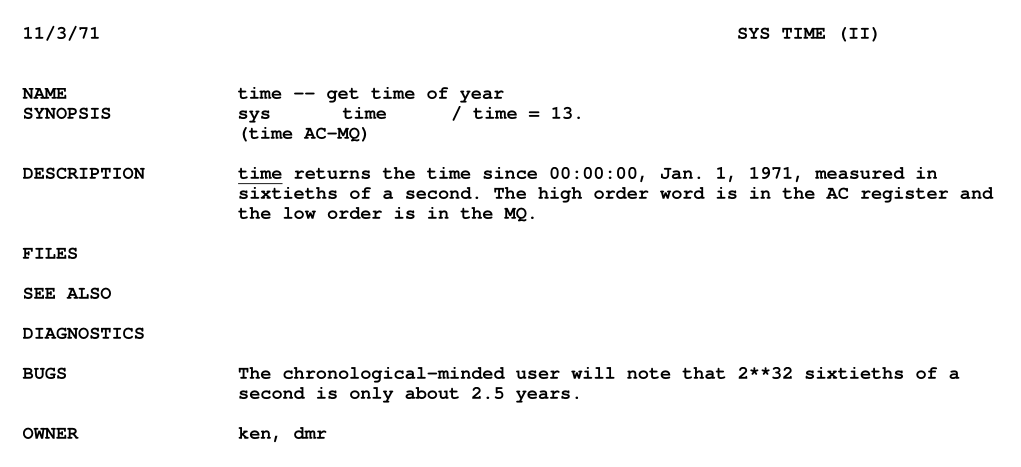 11/3/71 SYS TIME (II)
NAME time -- get time of year
SYNOPSIS sys time / time = 13.
(time AC-MQ)
DESCRIPTION time returns the time since 00:00:00, Jan. 1, 1971, measured in
sixtieths of a second. The high order word is in the AC register and
the low order is in the MQ.
FILES
SEE ALSO
DIAGNOSTICS
BUGS The chronological-minded user will note that 2**32 sixtieths of a
second is only about 2.5 years.
OWNER ken, dmr